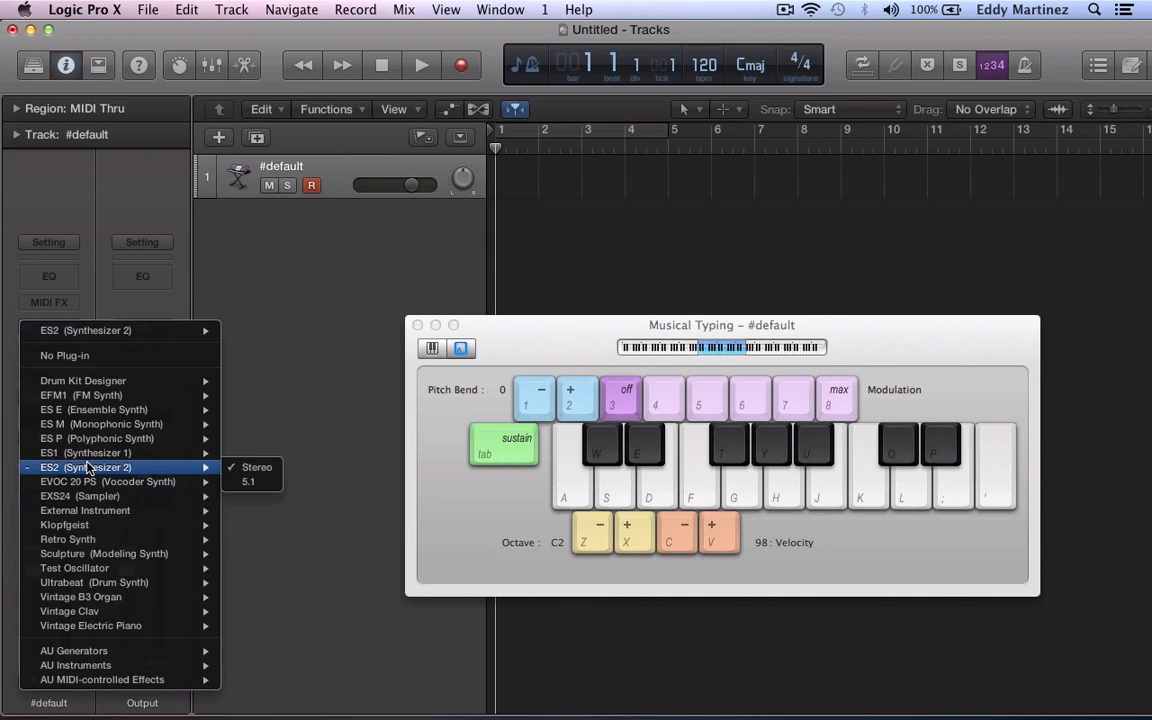 Logic Pro X File Edit Track Navigate Record Mix View Window 1 Help 100% Eddy Martinez
Untitled - Tracks
001 1 1 1 120 Cmaj 4/4
bar beat div tick bpm key signature
1234
Region: MIDI Thru
Edit Functions View Snap: Smart Drag: No Overlap
Track: #default
1 2 3 4 5 6 7 8 9 10 11 12 13 14 15
1 #default
M S R L R
Setting Setting
EQ EQ
MIDI FX
ES2 (Synthesizer 2)
No Plug-in
Drum Kit Designer
EFM1 (FM Synth)
ES E (Ensemble Synth)
ES M (Monophonic Synth)
ES P (Polyphonic Synth)
ES1 (Synthesizer 1)
ES2 (Synthesizer 2)
EVOC 20 PS (Vocoder Synth)
EXS24 (Sampler)
External Instrument
Klopfgeist
Retro Synth
Sculpture (Modeling Synth)
Test Oscillator
Ultrabeat (Drum Synth)
Vintage B3 Organ
Vintage Clav
Vintage Electric Piano
AU Generators
AU Instruments
AU MIDI-controlled Effects
Stereo
5.1
#default Output
Musical Typing – #default
Pitch Bend : 0 − + off max Modulation
1 2 3 4 5 6 7 8
sustain
tab
W E T Y U O P
A S D F G H J K L ; '
Octave : C2 − + − + 98 : Velocity
Z X C V